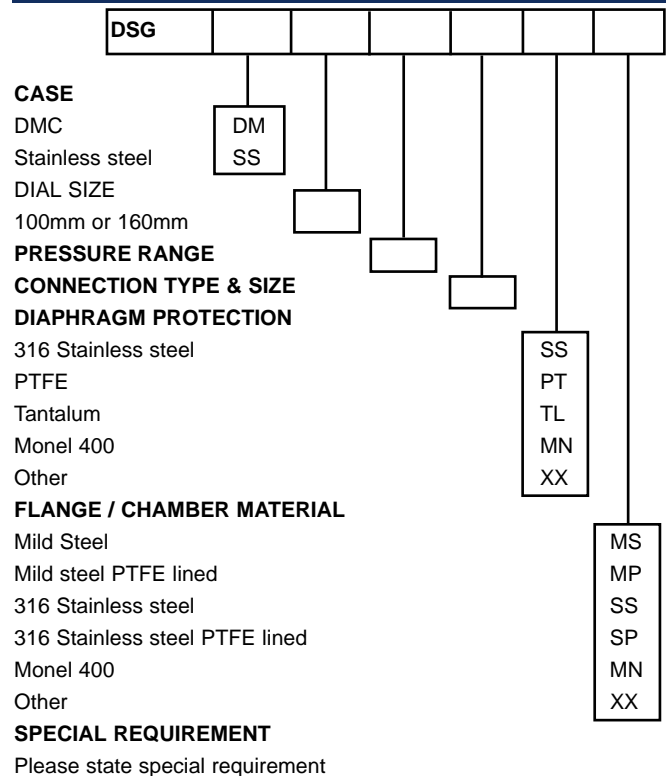 DSG
CASE
DMC DM
Stainless steel SS
DIAL SIZE
100mm or 160mm
PRESSURE RANGE
CONNECTION TYPE & SIZE
DIAPHRAGM PROTECTION
316 Stainless steel SS
PTFE PT
Tantalum TL
Monel 400 MN
Other XX
FLANGE / CHAMBER MATERIAL
Mild Steel MS
Mild steel PTFE lined MP
316 Stainless steel SS
316 Stainless steel PTFE lined SP
Monel 400 MN
Other XX
SPECIAL REQUIREMENT
Please state special requirement